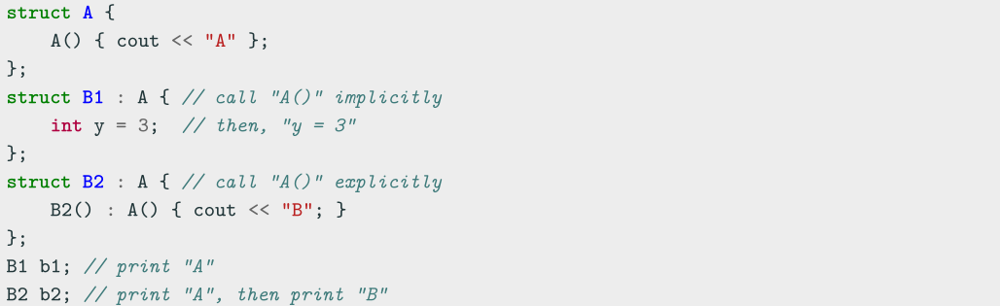 struct A {
    A() { cout << "A" };
};
struct B1 : A { // call "A()" implicitly
    int y = 3;  // then, "y = 3"
};
struct B2 : A { // call "A()" explicitly
    B2() : A() { cout << "B"; }
};
B1 b1; // print "A"
B2 b2; // print "A", then print "B"